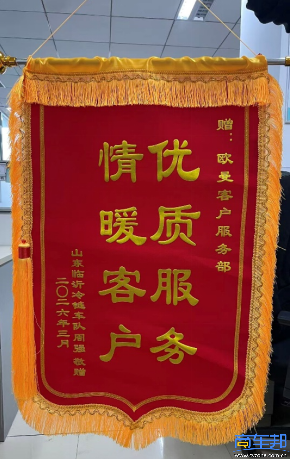 赠：欧曼客户服务部
优质服务
情暖客户
山东临沂冷链车队周强 敬赠
二〇二六年三月
卡车邦